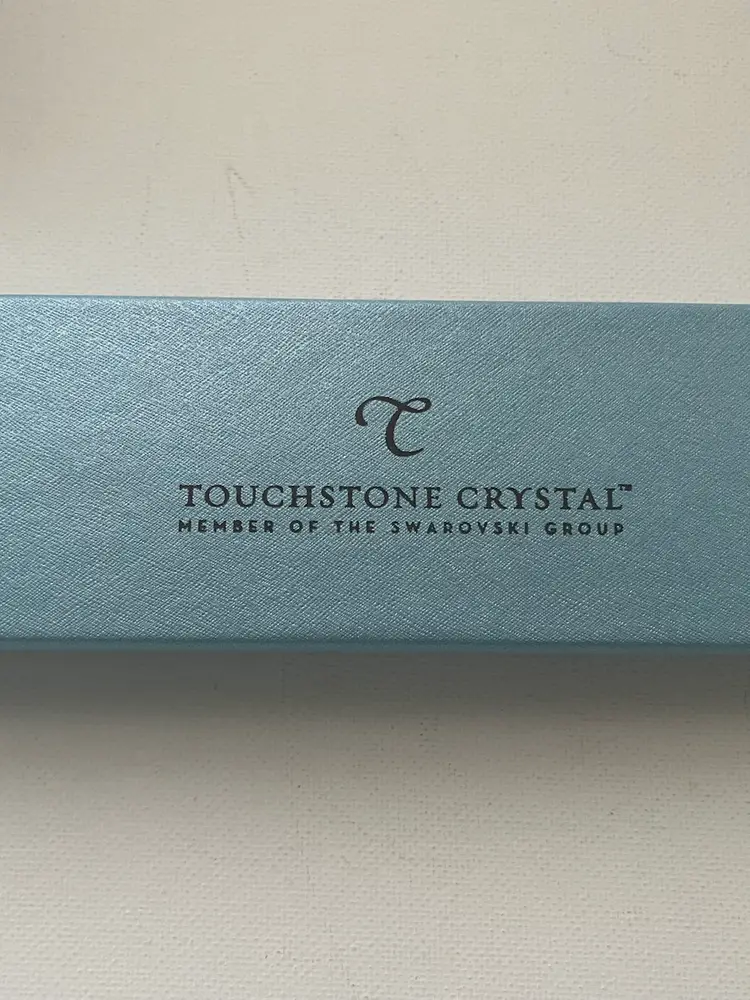 TOUCHSTONE CRYSTAL™
MEMBER OF THE SWAROVSKI GROUP